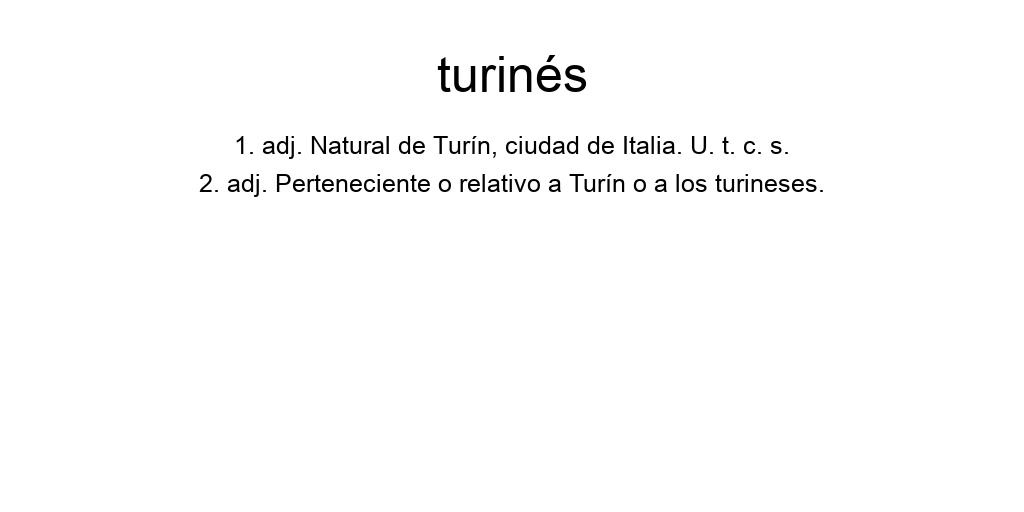 turinés
1. adj. Natural de Turín, ciudad de Italia. U. t. c. s.
2. adj. Perteneciente o relativo a Turín o a los turineses.